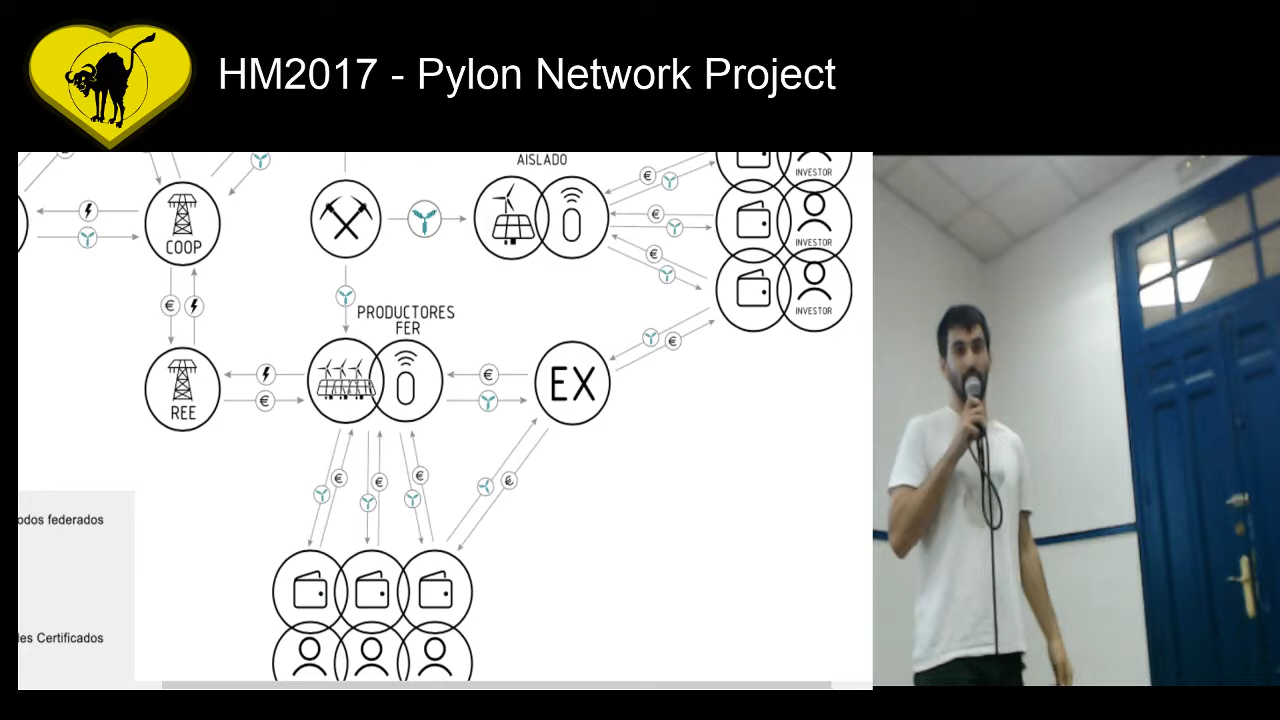 HM2017 - Pylon Network Project
AISLADO
INVESTOR
COOP
INVESTOR
€
€
€
INVESTOR
€
PRODUCTORES
FER
€
REE
€
€
EX
€
€
€
€
odos federados
des Certificados